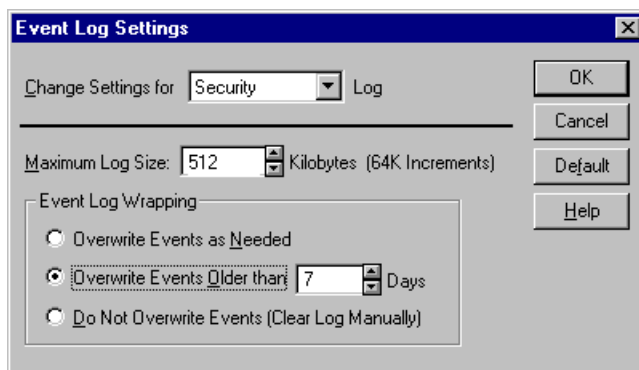 Event Log Settings
Change Settings for Security Log
OK
Cancel
Maximum Log Size: 512 Kilobytes (64K Increments)
Default
Help
Event Log Wrapping
Overwrite Events as Needed
Overwrite Events Older than 7 Days
Do Not Overwrite Events (Clear Log Manually)